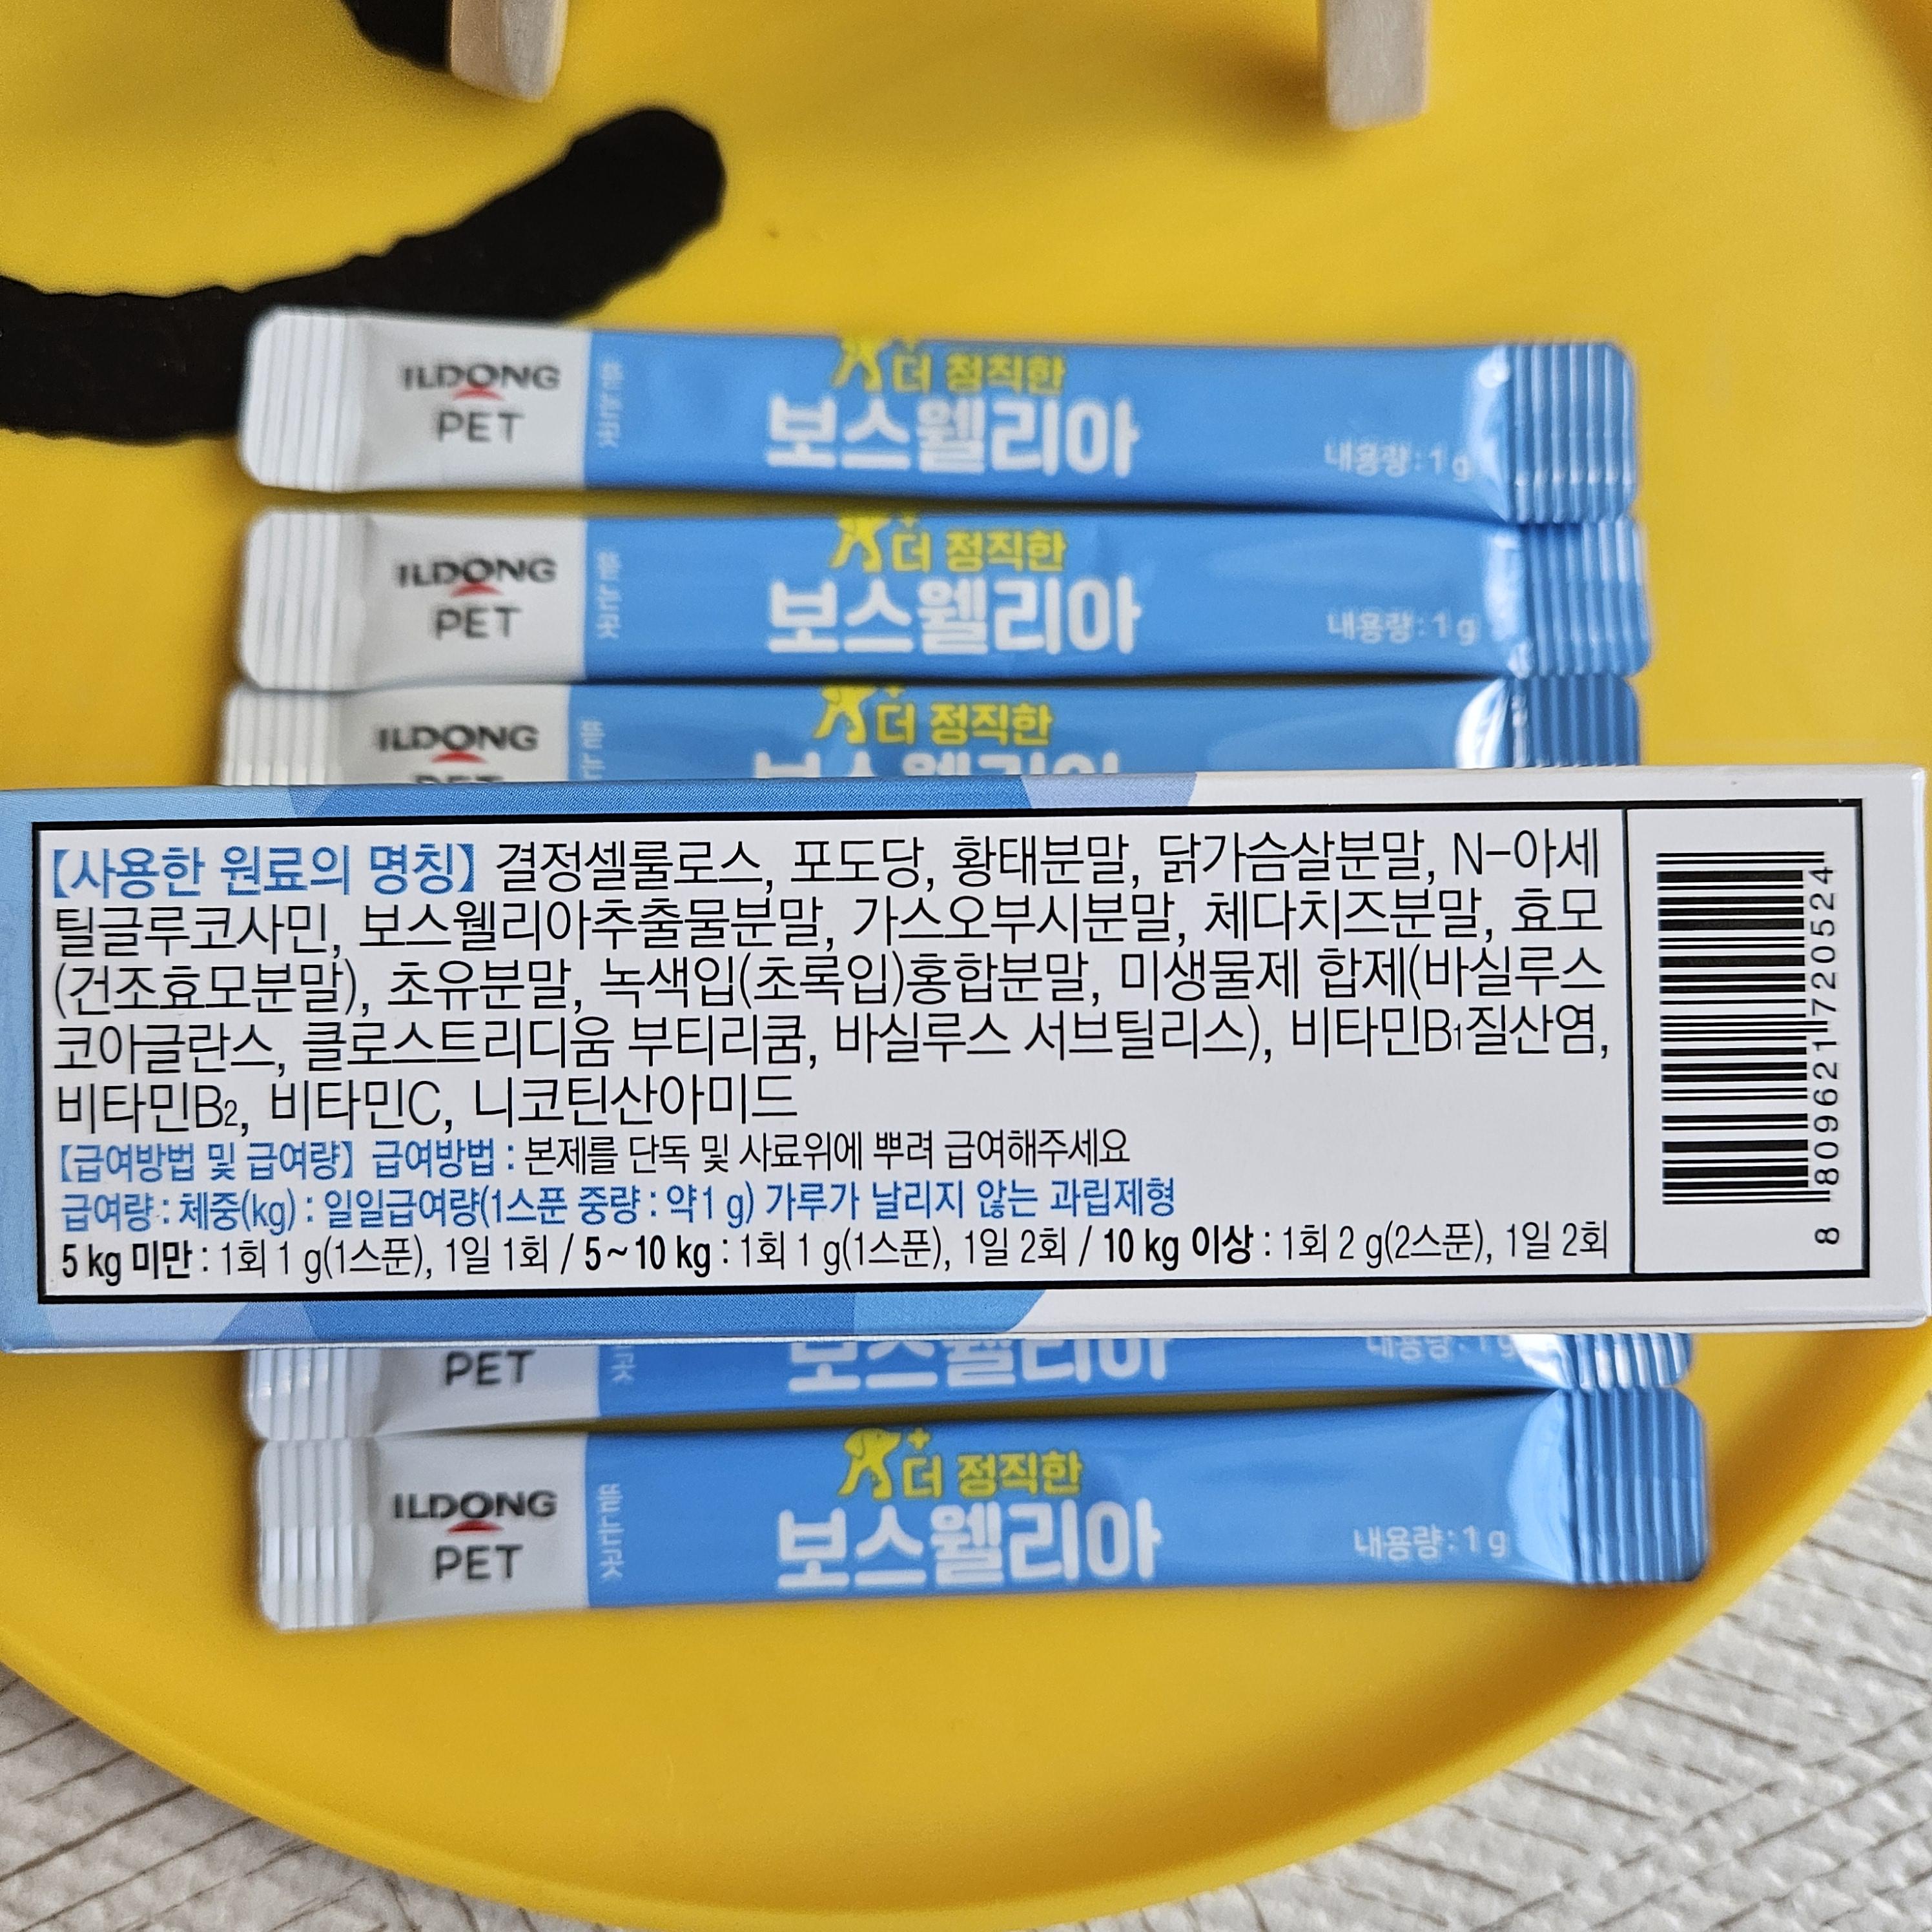 ILDONG
PET
더 정직한
보스웰리아
내용량:1 g
ILDONG
PET
더 정직한
보스웰리아
내용량:1 g
ILDONG
더 정직한
【사용한 원료의 명칭】 결정셀룰로스, 포도당, 황태분말, 닭가슴살분말, N-아세
틸글루코사민, 보스웰리아추출물분말, 가스오부시분말, 체다치즈분말, 효모
(건조효모분말), 초유분말, 녹색입(초록입)홍합분말, 미생물제 합제(바실루스
코아글란스, 클로스트리디움 부티리쿰, 바실루스 서브틸리스), 비타민B₁질산염,
비타민B₂, 비타민C, 니코틴산아미드
【급여방법 및 급여량】 급여방법 : 본제를 단독 및 사료위에 뿌려 급여해주세요
급여량 : 체중(kg) : 일일급여량(1스푼 중량 : 약1 g) 가루가 날리지 않는 과립제형
5 kg 미만 : 1회 1 g(1스푼), 1일 1회 / 5~10 kg : 1회 1 g(1스푼), 1일 2회 / 10 kg 이상 : 1회 2 g(2스푼), 1일 2회
8 809621 720524
PET
보스웰리아
ILDONG
PET
더 정직한
보스웰리아
내용량:1 g